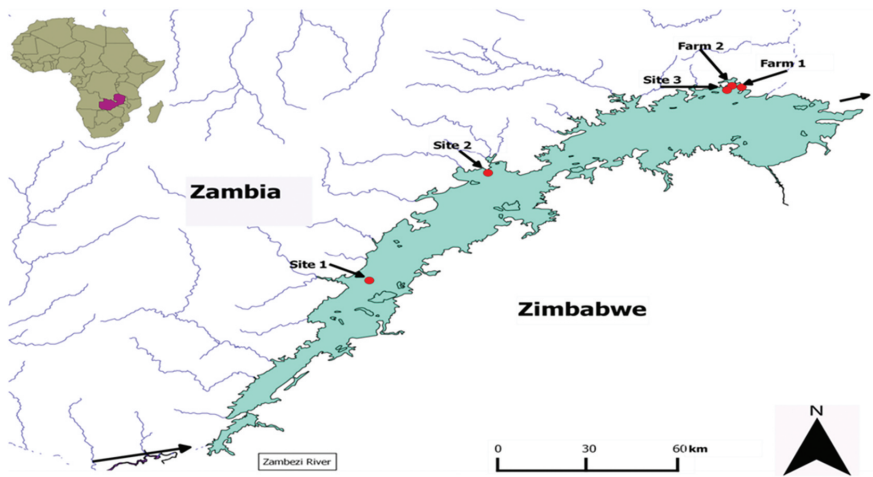 Farm 2
Farm 1
Site 3
Site 2
Zambia
Site 1
Zimbabwe
N
0 30 60 km
Zambezi River